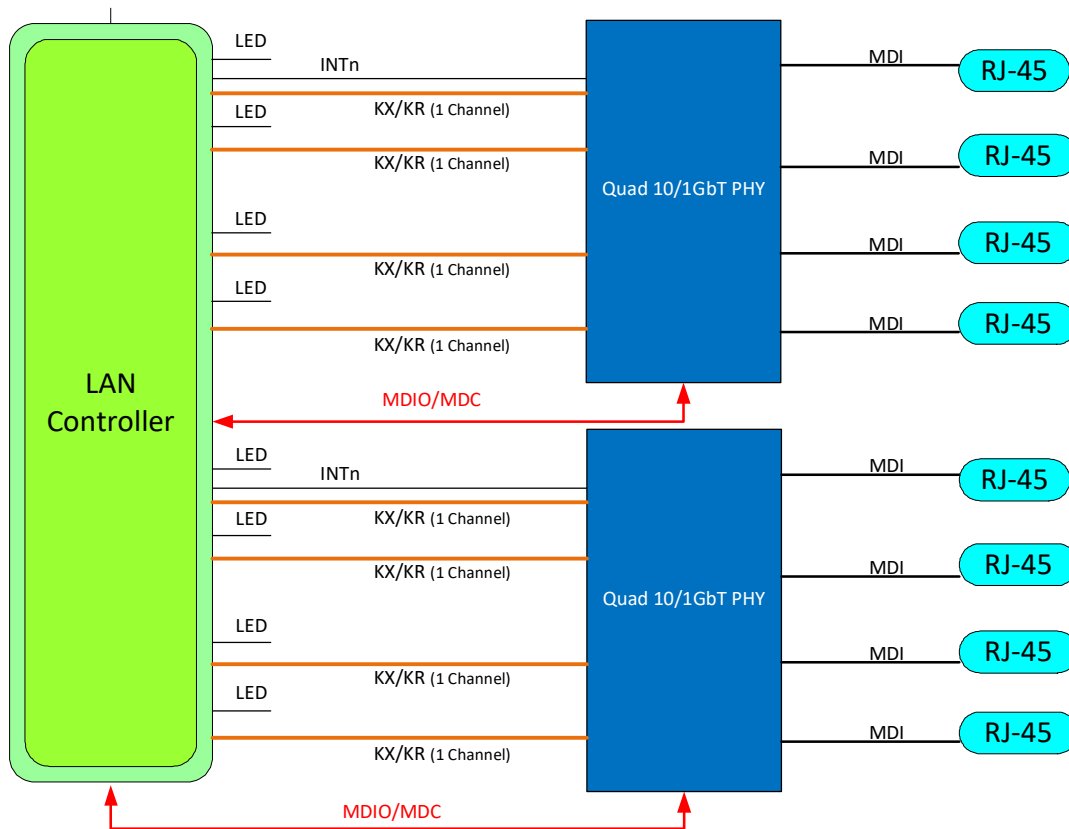 LED
INTn
MDI
RJ-45
KX/KR (1 Channel)
LED
KX/KR (1 Channel)
MDI
RJ-45
Quad 10/1GbT PHY
LED
MDI
RJ-45
KX/KR (1 Channel)
LED
MDI
RJ-45
KX/KR (1 Channel)
LAN
Controller
MDIO/MDC
LED
INTn
MDI
RJ-45
KX/KR (1 Channel)
LED
KX/KR (1 Channel)
MDI
RJ-45
Quad 10/1GbT PHY
LED
MDI
RJ-45
KX/KR (1 Channel)
LED
MDI
RJ-45
KX/KR (1 Channel)
MDIO/MDC